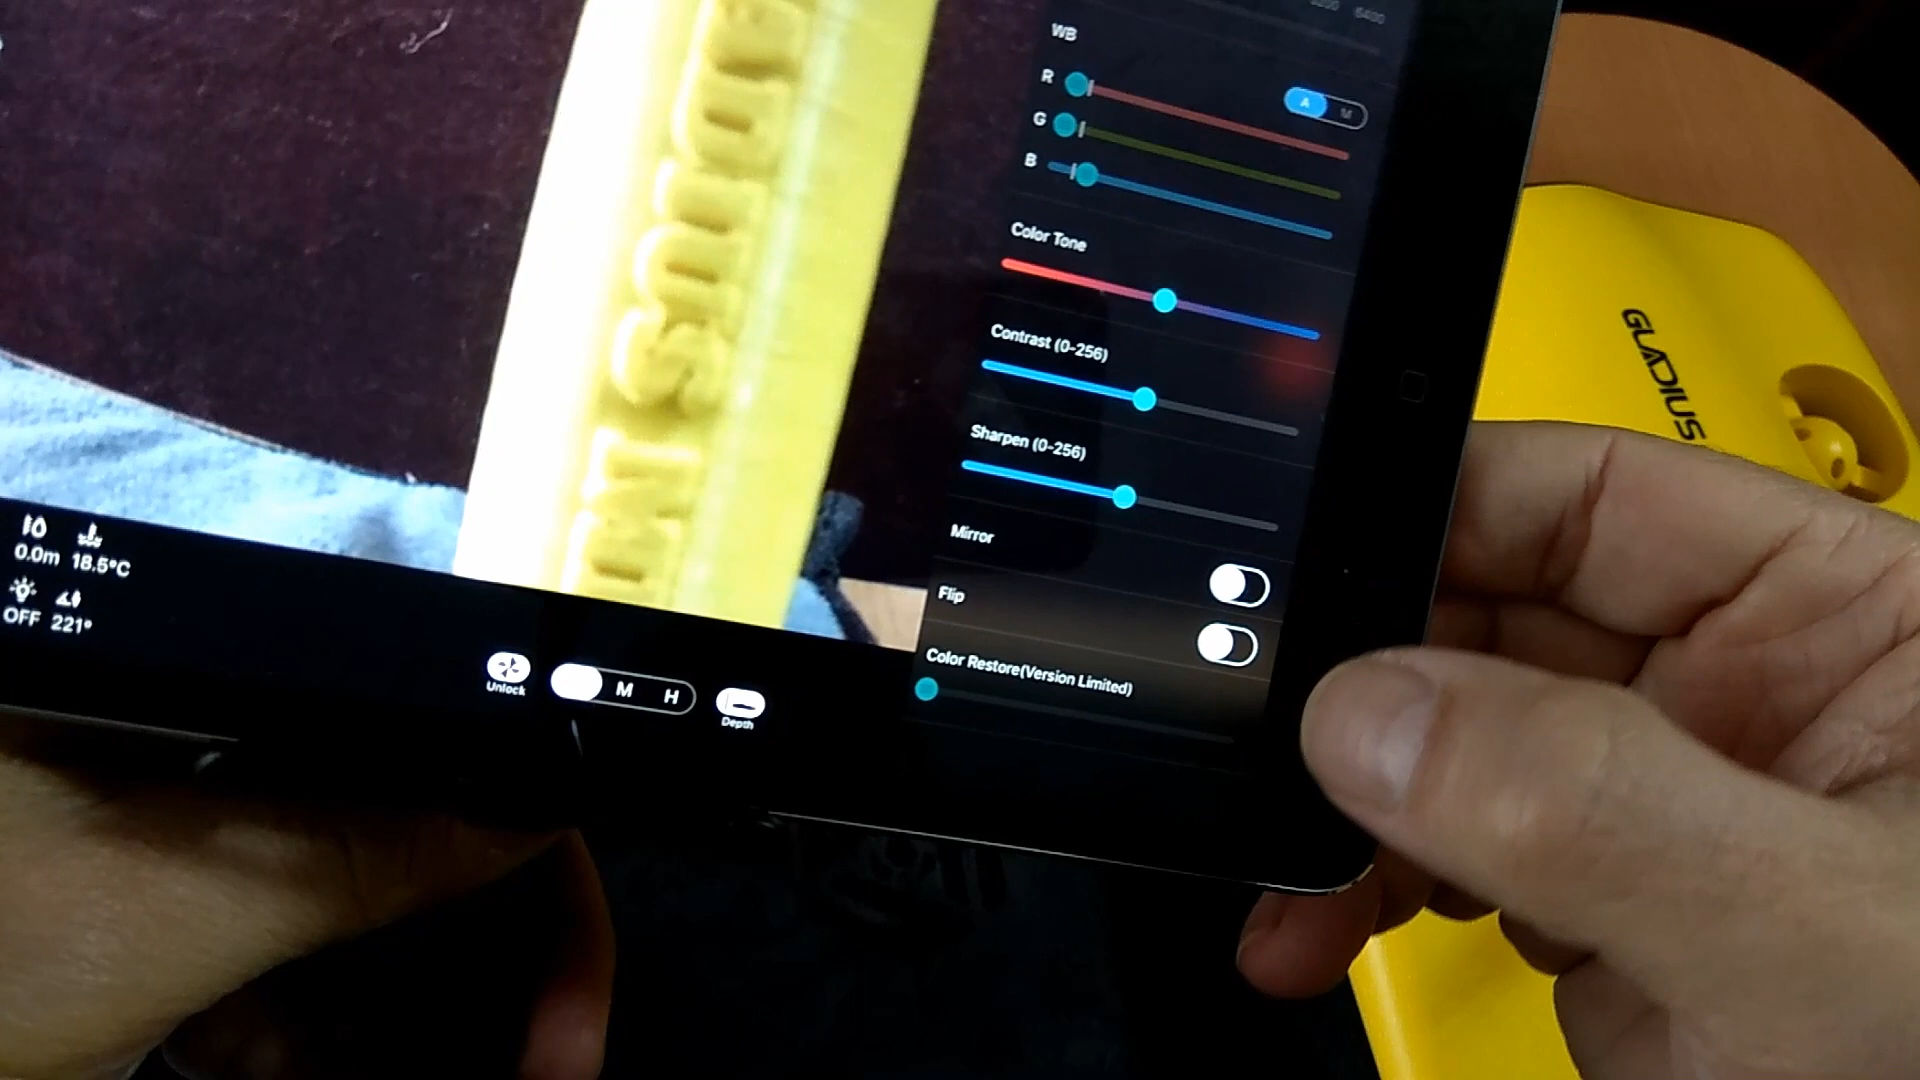 6400
WB
R
A
M
G
B
Color Tone
Contrast (0-256)
Sharpen (0-256)
Mirror
Flip
Color Restore(Version Limited)
0.0m 18.5°C
OFF 221°
Unlock
M H
Depth
GLADIUS